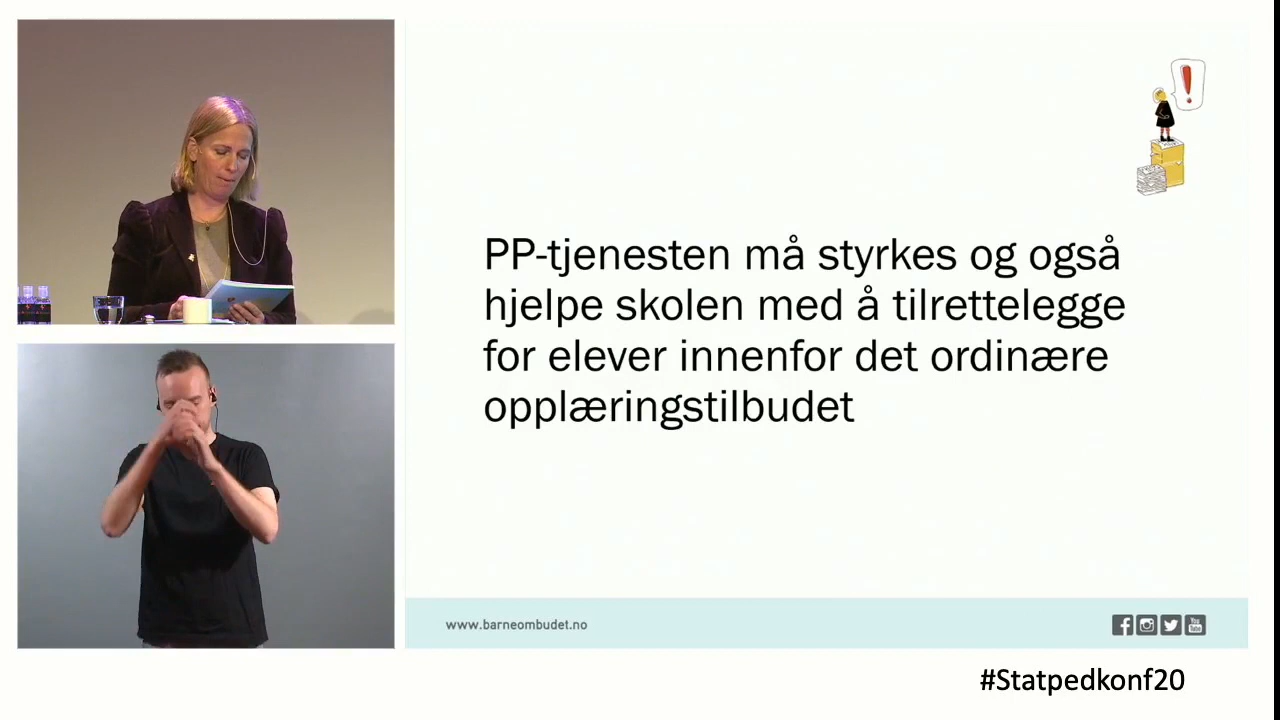 PP-tjenesten må styrkes og også
hjelpe skolen med å tilrettelegge
for elever innenfor det ordinære
opplæringstilbudet
www.barneombudet.no
#Statpedkonf20